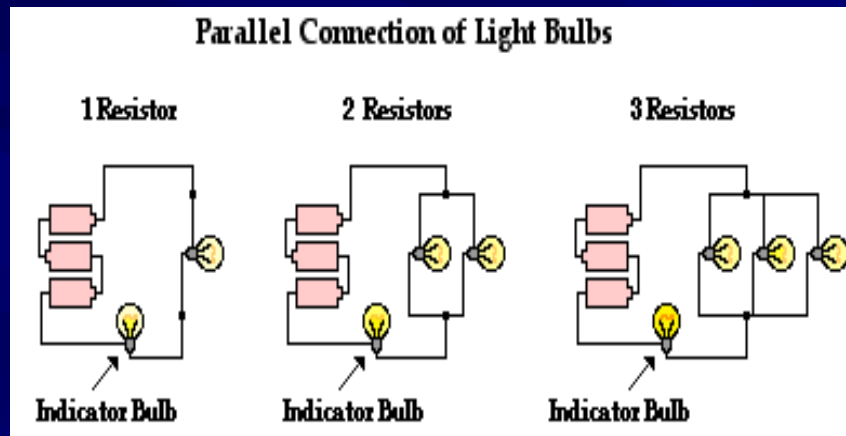 Parallel Connection of Light Bulbs
1 Resistor
2 Resistors
3 Resistors
Indicator Bulb
Indicator Bulb
Indicator Bulb